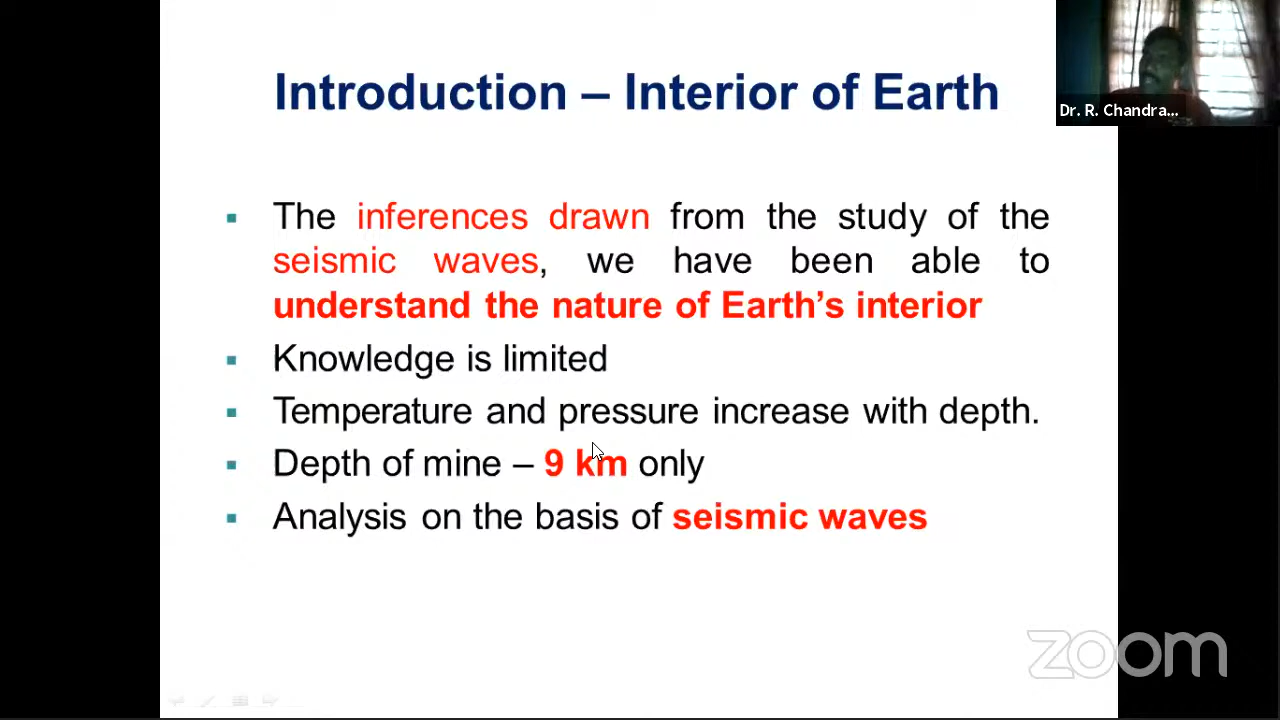 Introduction – Interior of Earth
Dr. R. Chandra...
▪ The inferences drawn from the study of the
seismic waves, we have been able to
understand the nature of Earth’s interior
▪ Knowledge is limited
▪ Temperature and pressure increase with depth.
▪ Depth of mine – 9 km only
▪ Analysis on the basis of seismic waves
zoom